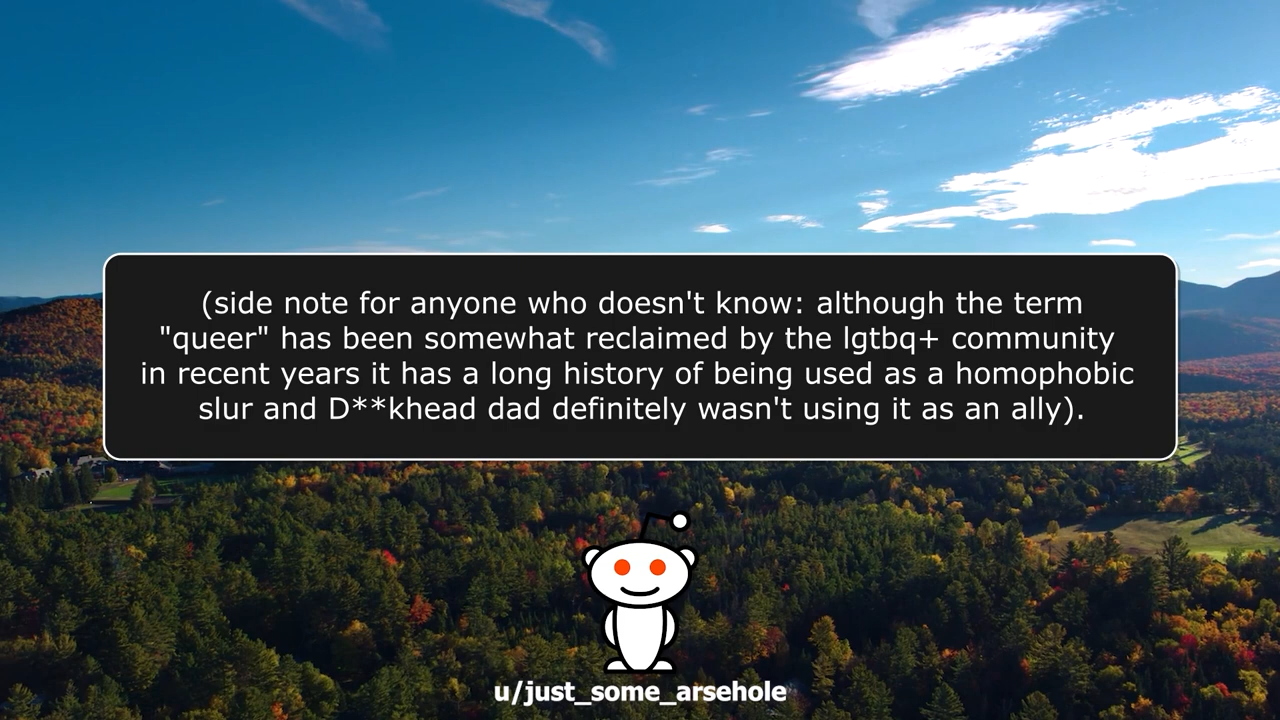 (side note for anyone who doesn't know: although the term
"queer" has been somewhat reclaimed by the lgtbq+ community
in recent years it has a long history of being used as a homophobic
slur and D**khead dad definitely wasn't using it as an ally).
u/just_some_arsehole